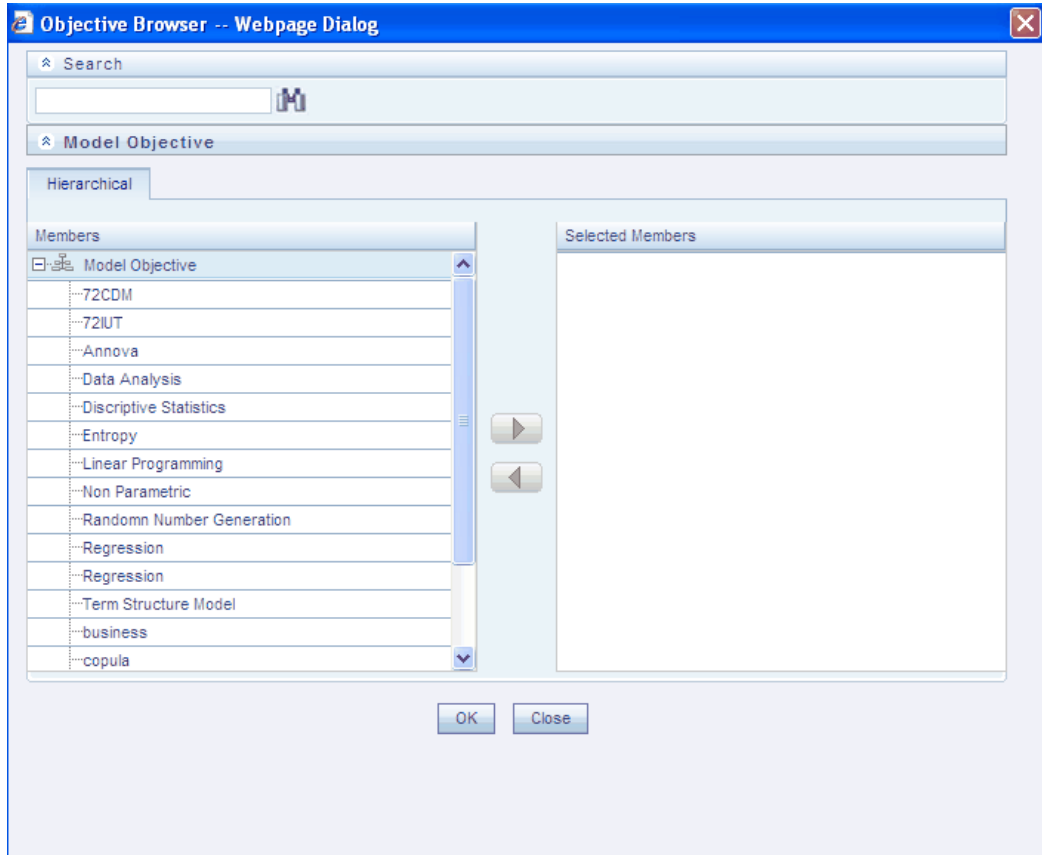 Objective Browser -- Webpage Dialog
Search
Model Objective
Hierarchical
Members
Selected Members
Model Objective
72CDM
72IUT
Annova
Data Analysis
Discriptive Statistics
Entropy
Linear Programming
Non Parametric
Randomn Number Generation
Regression
Regression
Term Structure Model
business
copula
OK
Close